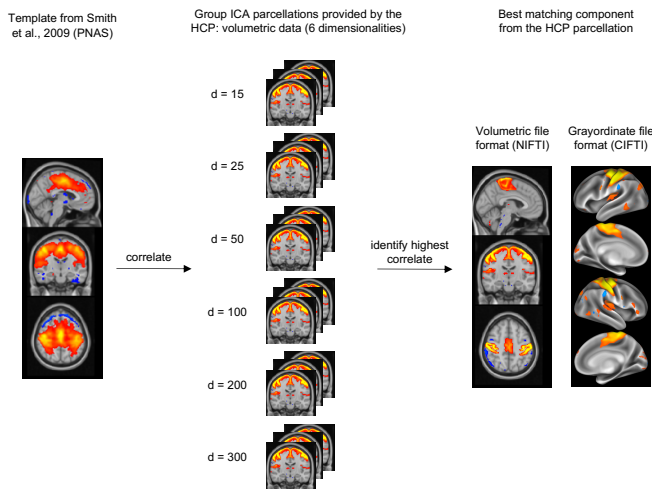 Template from Smith
et al., 2009 (PNAS)
Group ICA parcellations provided by the
HCP: volumetric data (6 dimensionalities)
Best matching component
from the HCP parcellation
d = 15
d = 25
d = 50
d = 100
d = 200
d = 300
correlate
identify highest
correlate
Volumetric file
format (NIFTI)
Grayordinate file
format (CIFTI)